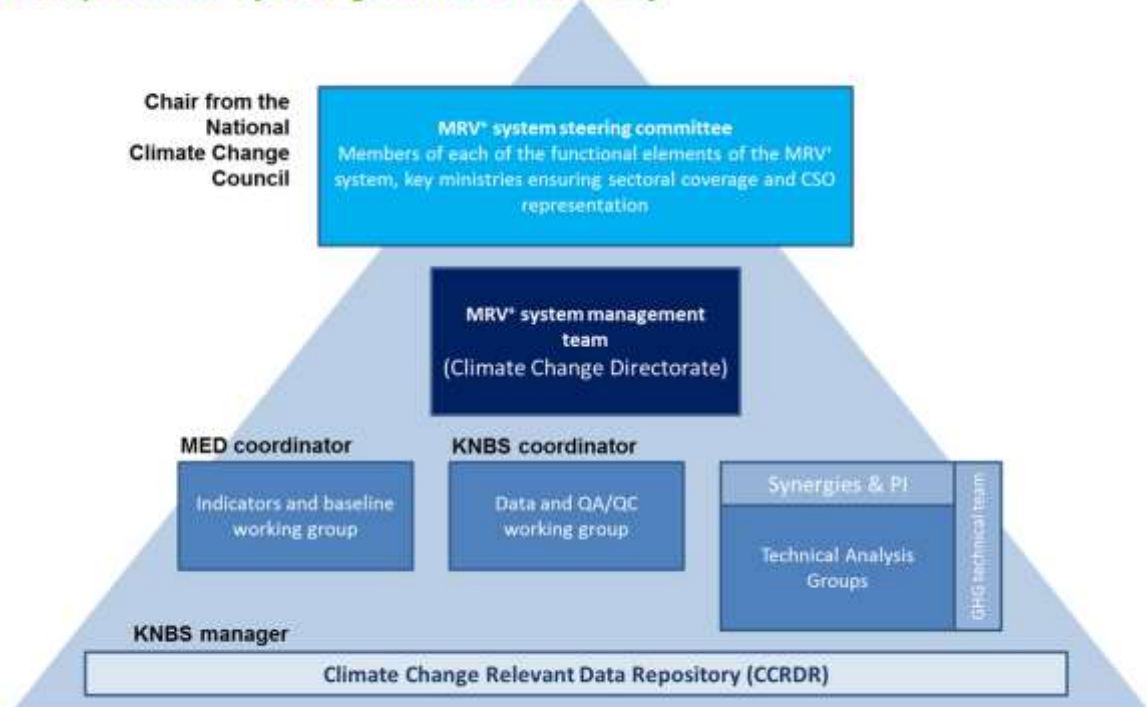 Chair from the
National
Climate Change
Council
MRV⁺ system steering committee
Members of each of the functional elements of the MRV⁺
system, key ministries ensuring sectoral coverage and CSO
representation
MRV⁺ system management
team
(Climate Change Directorate)
MED coordinator
KNBS coordinator
Indicators and baseline
working group
Data and QA/QC
working group
Synergies & PI
Technical Analysis
Groups
GHG technical team
KNBS manager
Climate Change Relevant Data Repository (CCRDR)